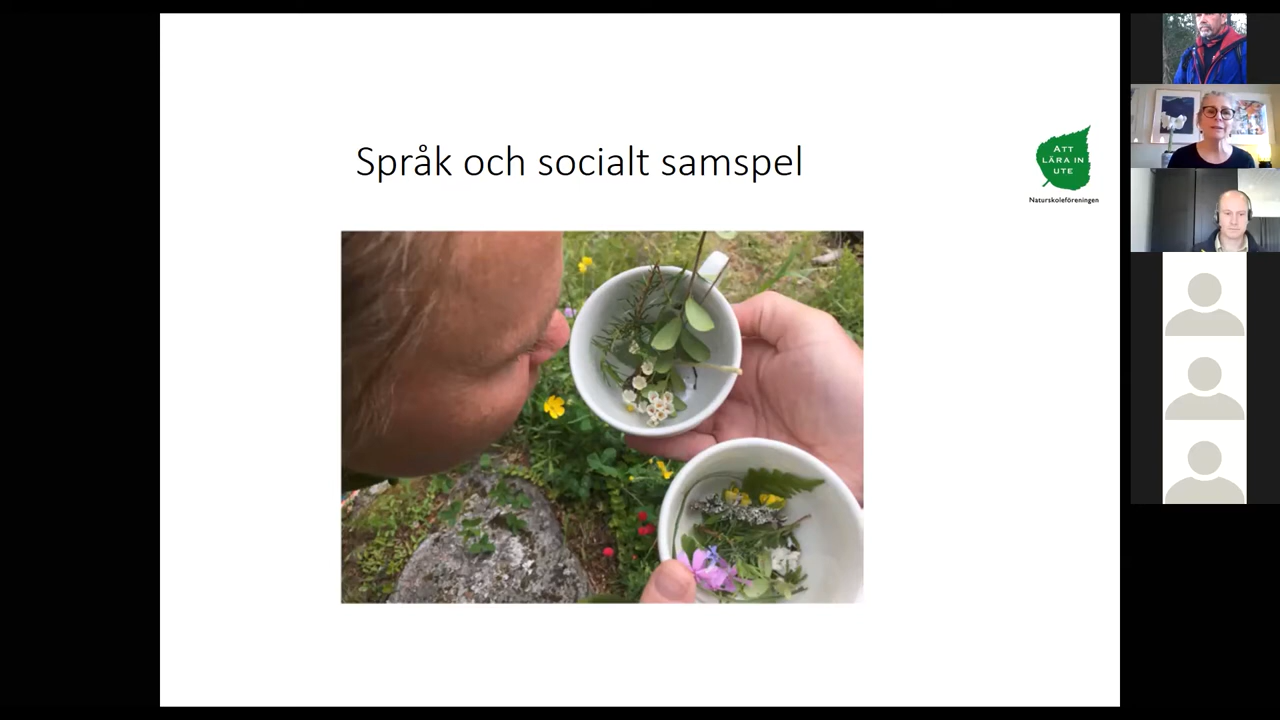 Språk och socialt samspel
ATT
LÄRA IN
UTE
Naturskoleföreningen